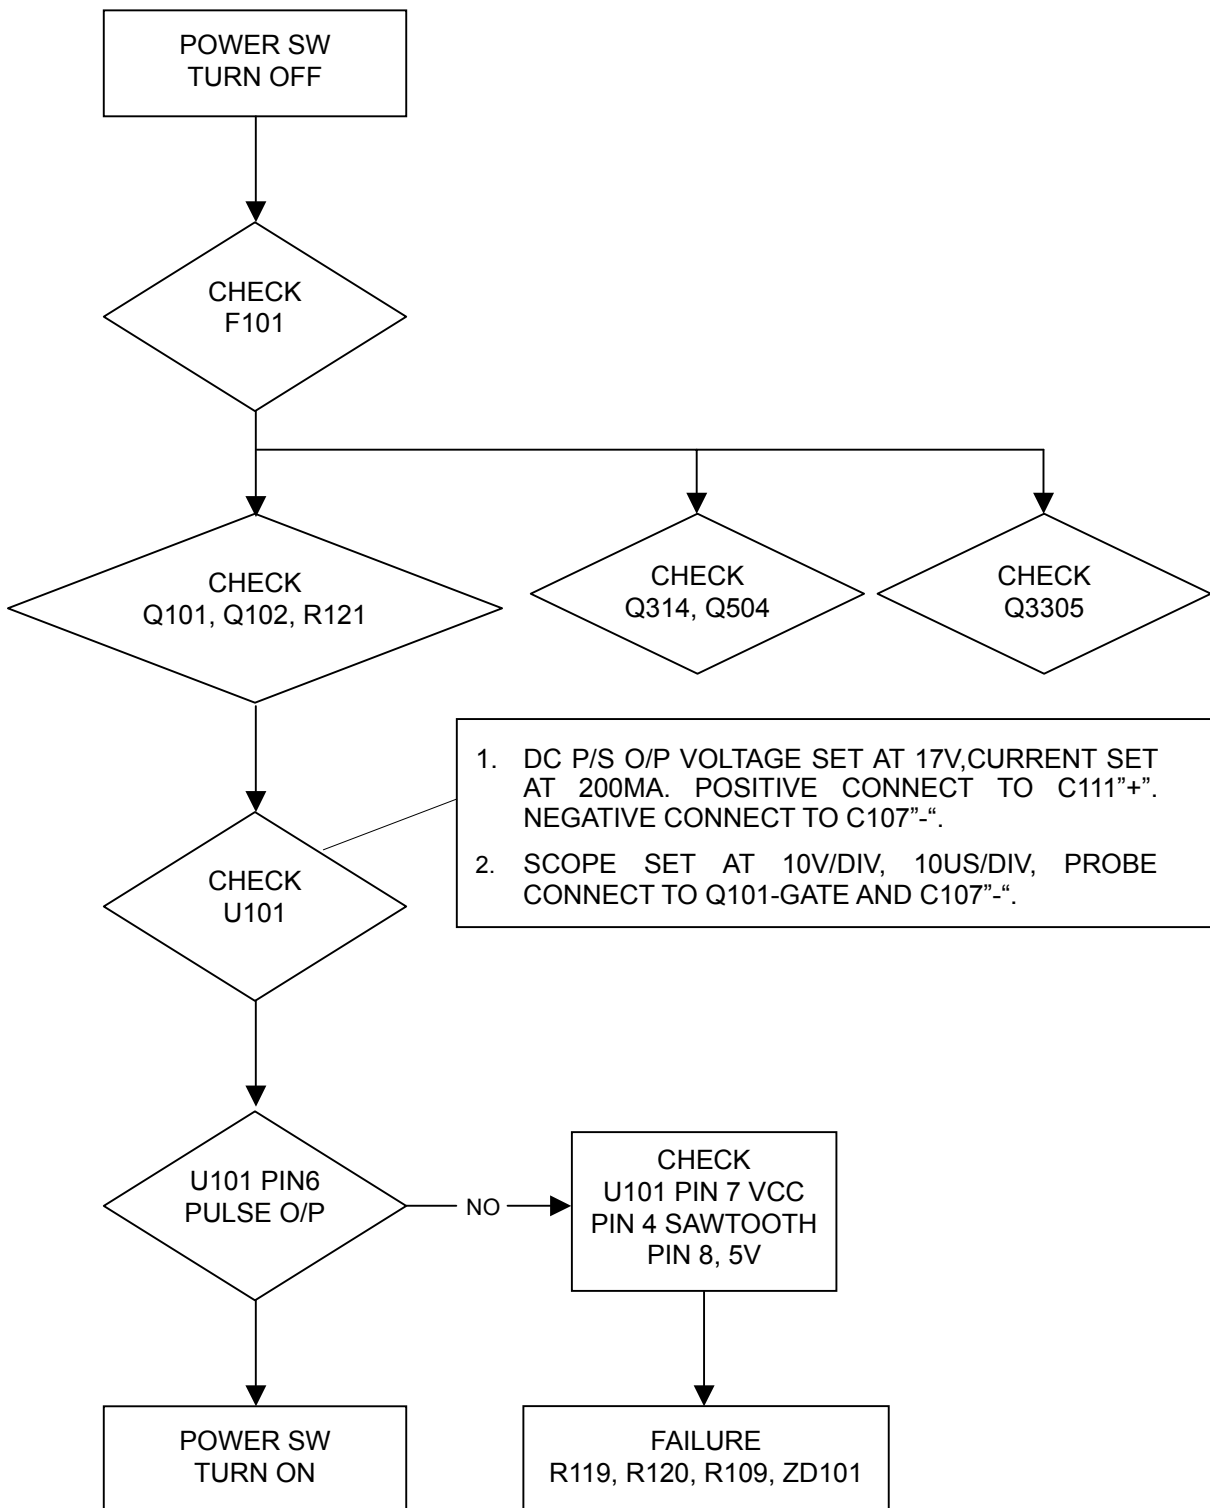 POWER SW
TURN OFF
CHECK
F101
CHECK
Q101, Q102, R121
CHECK
Q314, Q504
CHECK
Q3305
1. DC P/S O/P VOLTAGE SET AT 17V,CURRENT SET
AT 200MA. POSITIVE CONNECT TO C111”+”.
NEGATIVE CONNECT TO C107”-“.
2. SCOPE SET AT 10V/DIV, 10US/DIV, PROBE
CONNECT TO Q101-GATE AND C107”-“.
CHECK
U101
U101 PIN6
PULSE O/P
NO
CHECK
U101 PIN 7 VCC
PIN 4 SAWTOOTH
PIN 8, 5V
POWER SW
TURN ON
FAILURE
R119, R120, R109, ZD101